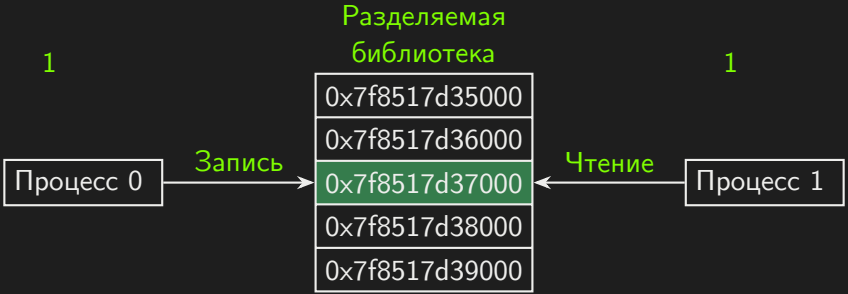 Разделяемая
библиотека
1
1
0x7f8517d35000
0x7f8517d36000
Запись
Чтение
Процесс 0
0x7f8517d37000
Процесс 1
0x7f8517d38000
0x7f8517d39000